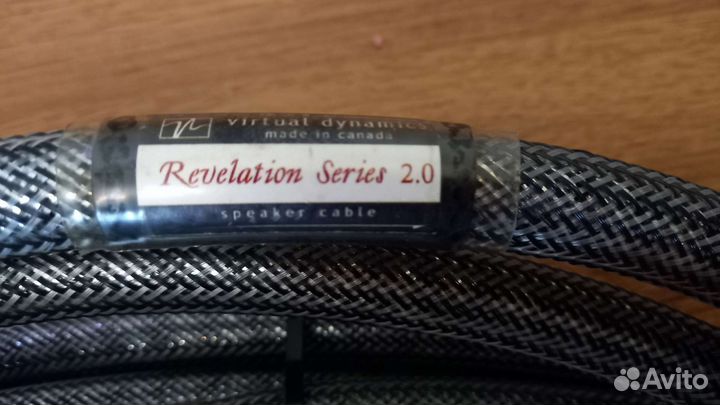 virtual dynamics
made in canada
Revelation Series 2.0
speaker cable
Avito